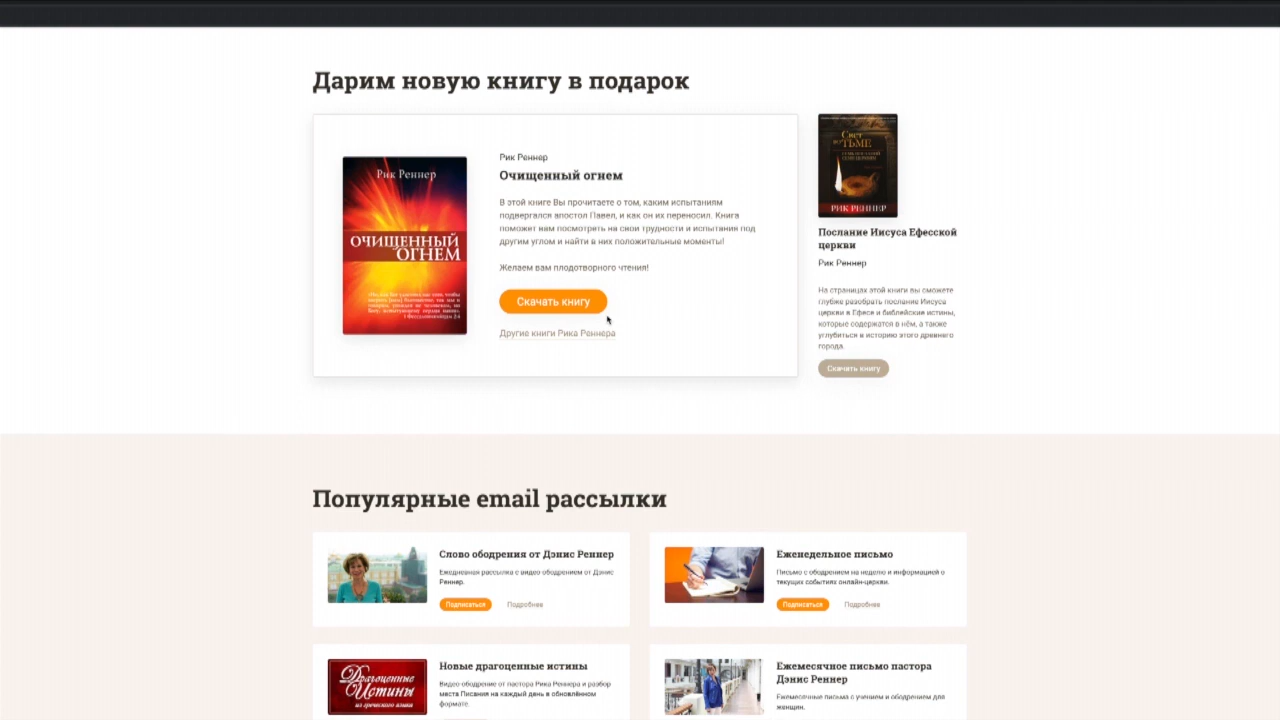 Дарим новую книгу в подарок
Рик Реннер
ОЧИЩЕННЫЙ
ОГНЕМ
Рик Реннер
Очищенный огнем
В этой книге Вы прочитаете о том, каким испытаниям
подвергался апостол Павел, и как он их переносил. Книга
поможет нам посмотреть на свои трудности и испытания под
другим углом и найти в них положительные моменты!
Желаем вам плодотворного чтения!
Скачать книгу
Другие книги Рика Реннера
Свет
во ТЬМЕ
РИК РЕННЕР
Послание Иисуса Ефесской
церкви
Рик Реннер
На страницах этой книги вы сможете
глубже разобрать послание Иисуса
церкви в Ефесе и библейские истины,
которые содержатся в нём, а также
углубиться в историю этого древнего
города.
Скачать книгу
Популярные email рассылки
Слово ободрения от Дэнис Реннер
Ежедневная рассылка с видео ободрением от Дэнис
Реннер.
Подписаться
Подробнее
Еженедельное письмо
Письмо с ободрением на неделю и информацией о
текущих событиях онлайн-церкви.
Подписаться
Подробнее
Драгоценные
Истины
из греческого языка
Новые драгоценные истины
Видео ободрение от пастора Рика Реннера и разбор
места Писания на каждый день в обновлённом
формате.
Ежемесячное письмо пастора
Дэнис Реннер
Ежемесячные письма с учением и ободрением для
женщин.